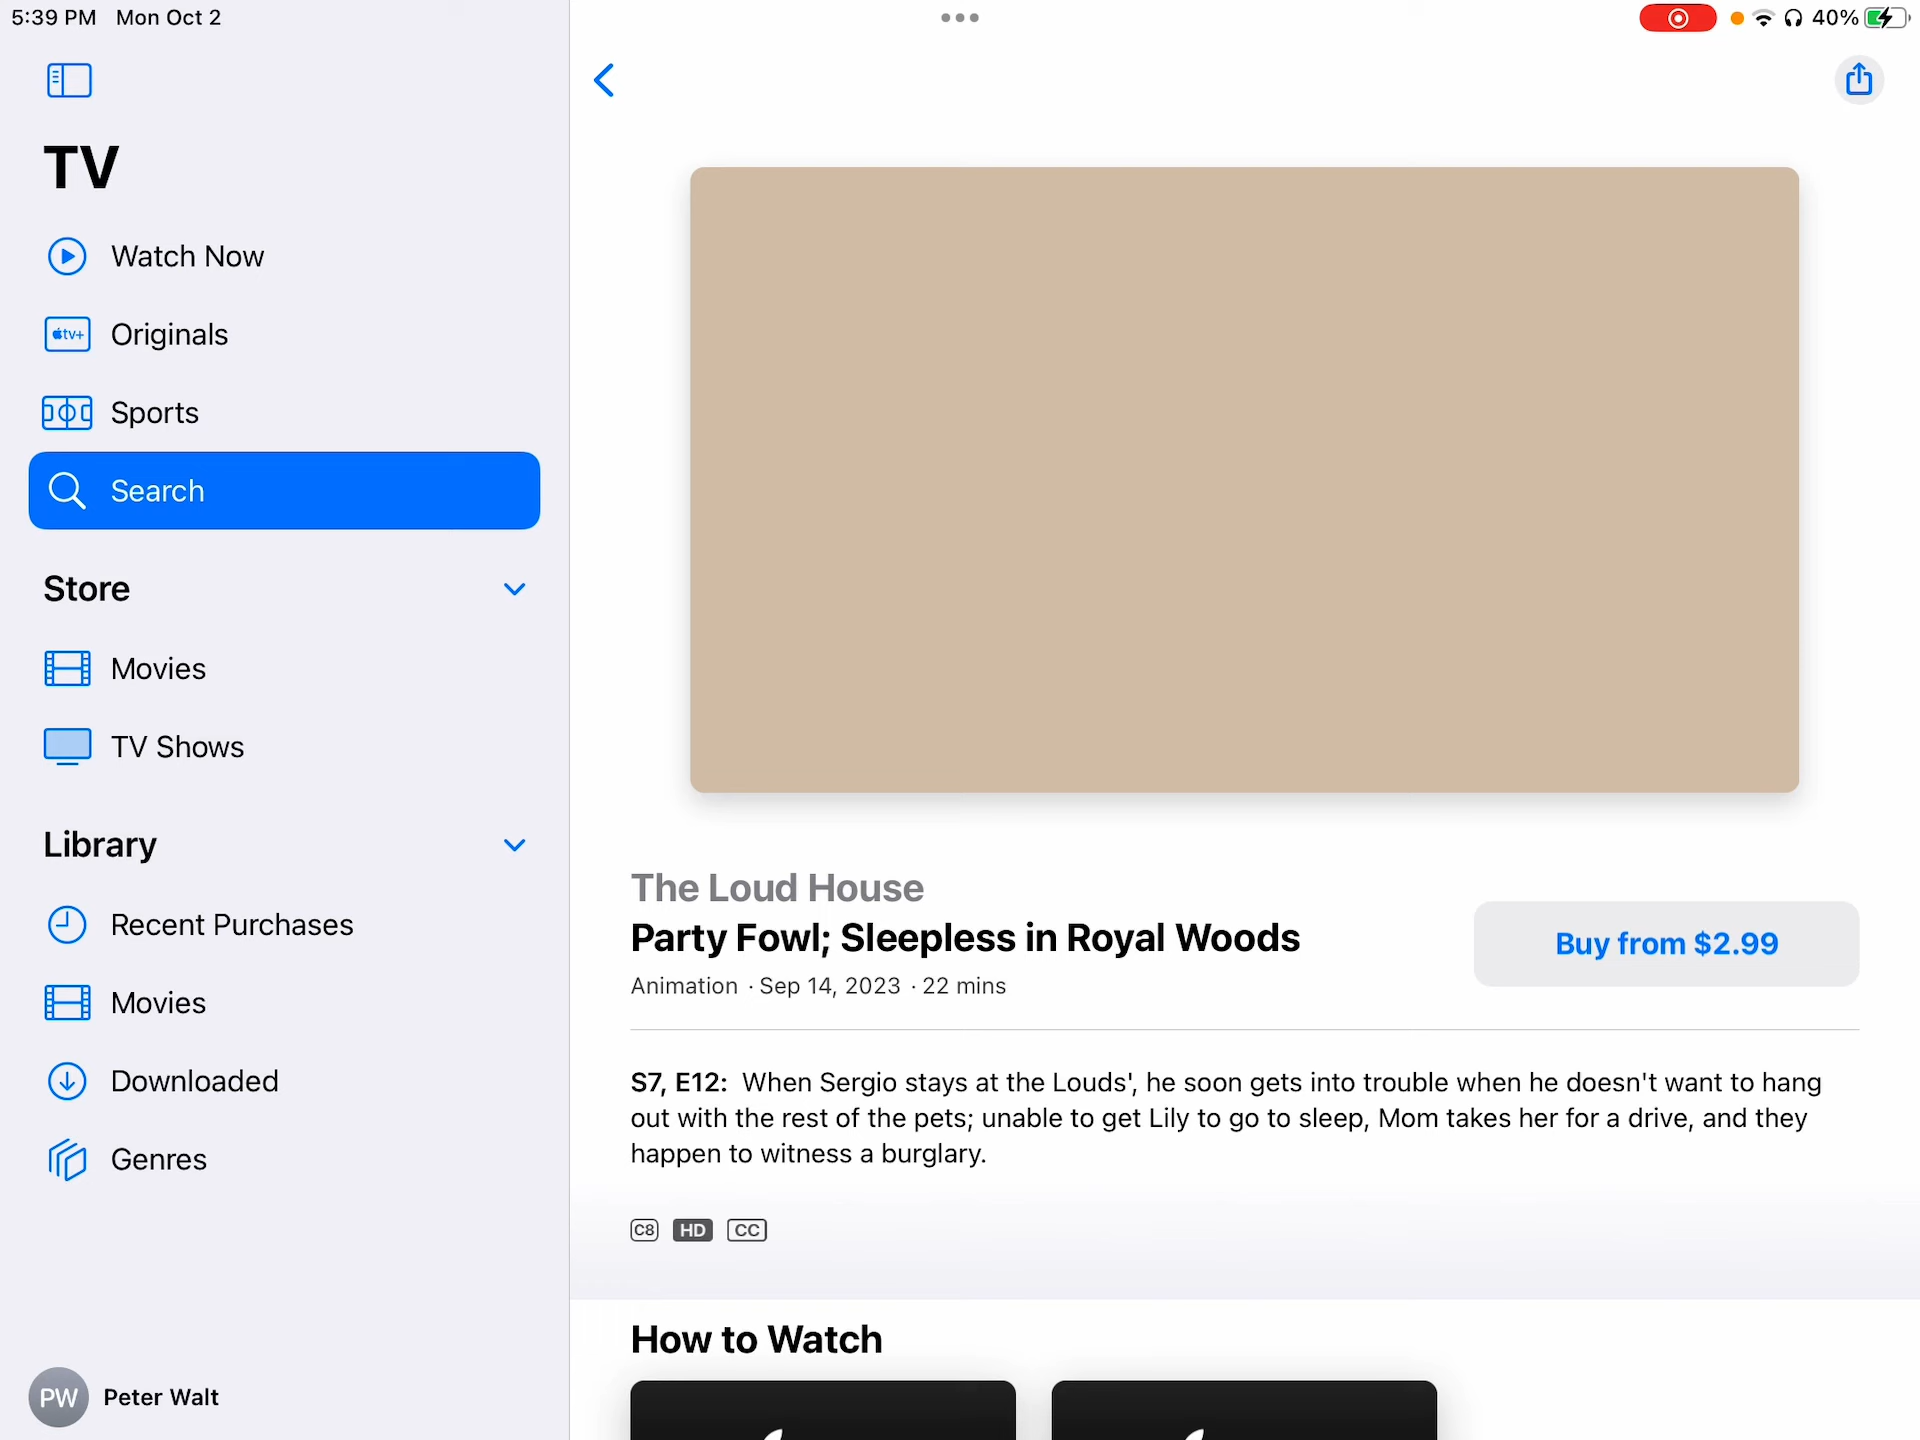 5:39 PM Mon Oct 2
40%
TV
Watch Now
tv+ Originals
Sports
Search
Store
Movies
TV Shows
Library
Recent Purchases
Movies
Downloaded
Genres
PW Peter Walt
The Loud House
Party Fowl; Sleepless in Royal Woods
Animation · Sep 14, 2023 · 22 mins
Buy from $2.99
S7, E12: When Sergio stays at the Louds', he soon gets into trouble when he doesn't want to hang
out with the rest of the pets; unable to get Lily to go to sleep, Mom takes her for a drive, and they
happen to witness a burglary.
C8 HD CC
How to Watch